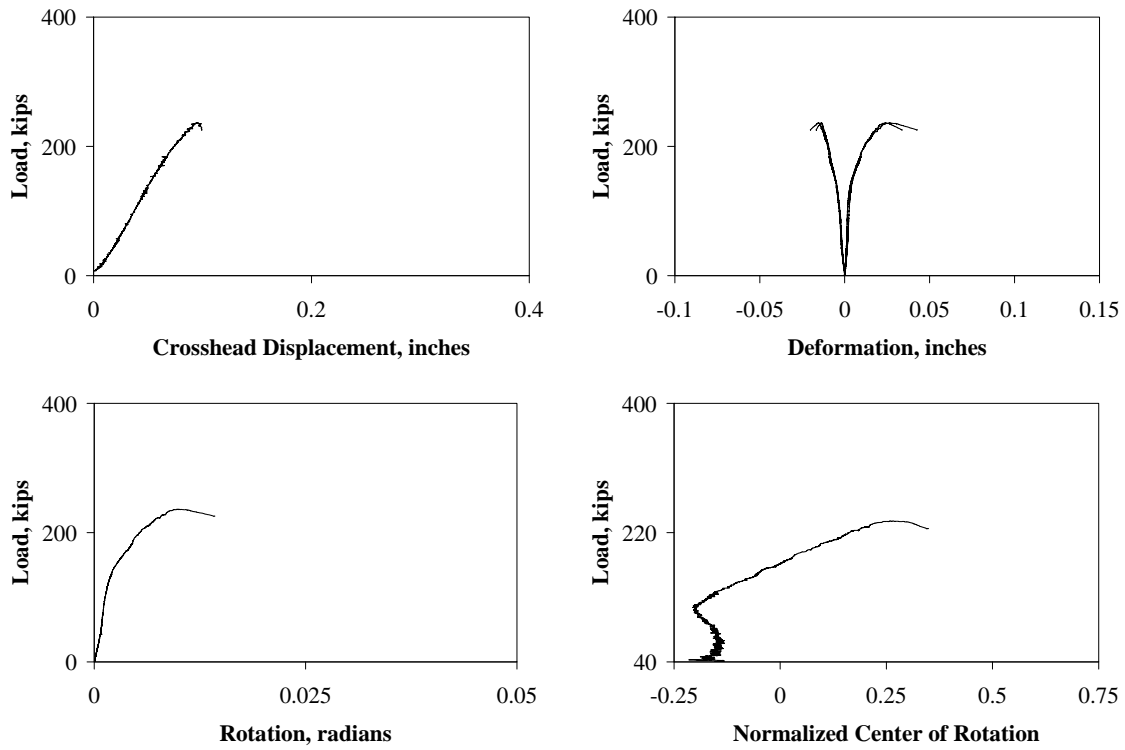 400
200
0
Load, kips
0 0.2 0.4
Crosshead Displacement, inches
400
200
0
Load, kips
-0.1 -0.05 0 0.05 0.1 0.15
Deformation, inches
400
200
0
Load, kips
0 0.025 0.05
Rotation, radians
400
220
40
Load, kips
-0.25 0 0.25 0.5 0.75
Normalized Center of Rotation